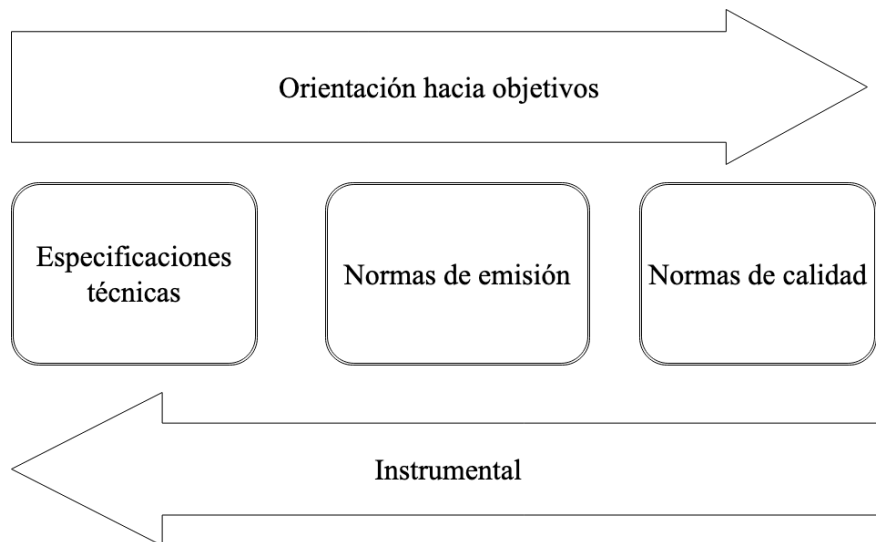 Orientación hacia objetivos
Especificaciones
técnicas
Normas de emisión
Normas de calidad
Instrumental